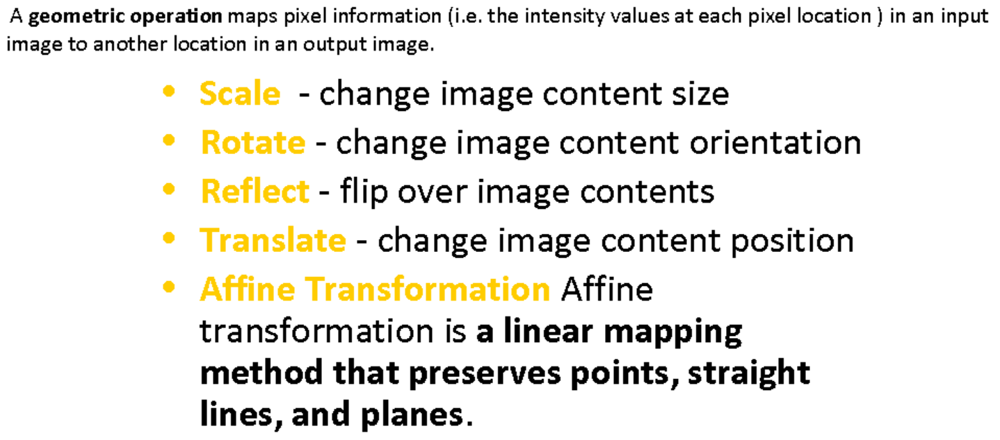 A geometric operation maps pixel information (i.e. the intensity values at each pixel location ) in an input
image to another location in an output image.
• Scale - change image content size
• Rotate - change image content orientation
• Reflect - flip over image contents
• Translate - change image content position
• Affine Transformation Affine
transformation is a linear mapping
method that preserves points, straight
lines, and planes.